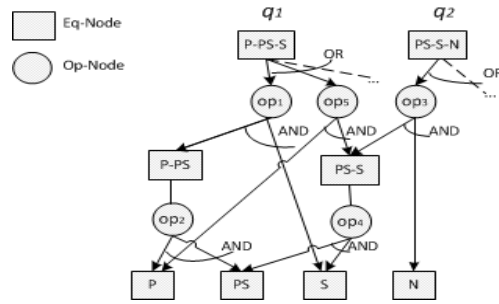 q1
q2
Eq-Node
Op-Node
P-PS-S
PS-S-N
OR
OR
...
...
op1
op5
op3
AND
AND
AND
P-PS
PS-S
op2
op4
AND
AND
P
PS
S
N